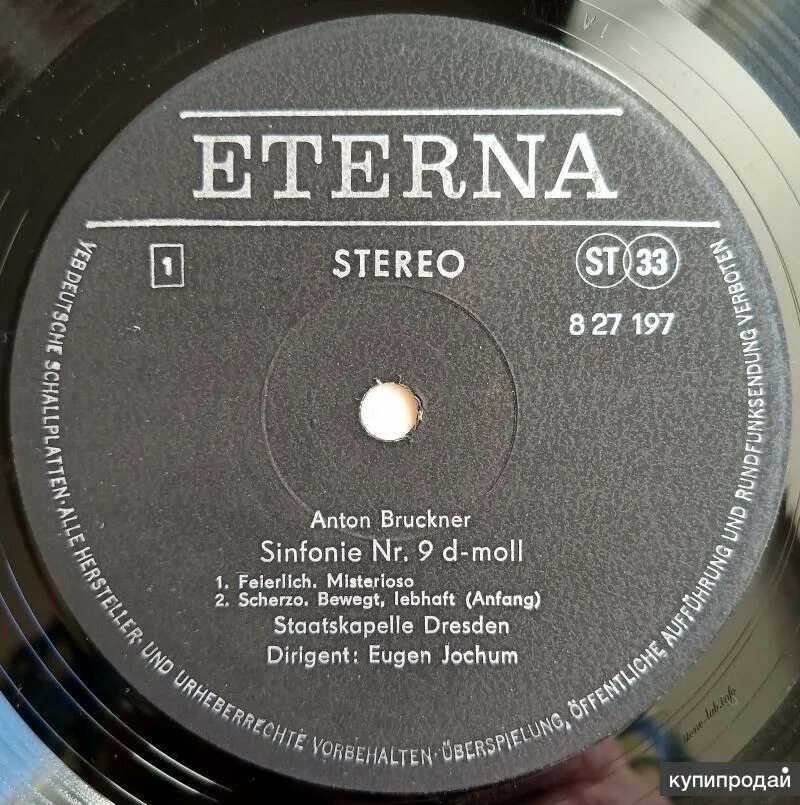 ETERNA
1 STEREO ST 33
8 27 197
Anton Bruckner
Sinfonie Nr. 9 d-moll
1. Feierlich. Misterioso
2. Scherzo. Bewegt, lebhaft (Anfang)
Staatskapelle Dresden
Dirigent: Eugen Jochum
VEB DEUTSCHE SCHALLPLATTEN · ALLE HERSTELLER- UND URHEBERRECHTE VORBEHALTEN · ÜBERSPIELUNG, ÖFFENTLICHE AUFFÜHRUNG UND RUNDFUNKSENDUNG VERBOTEN
купипродай